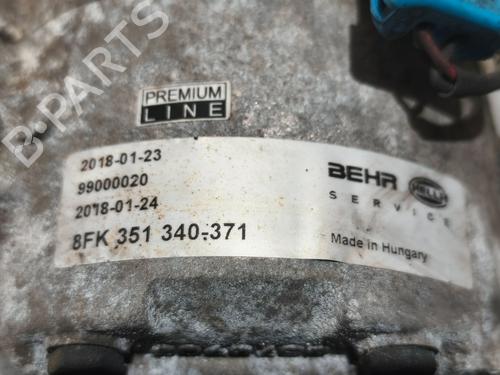 B-PARTS
PREMIUM
LINE
2018-01-23
99000020
2018-01-24
8FK 351 340-371
BEHR HELLA
SERVICE
Made in Hungary